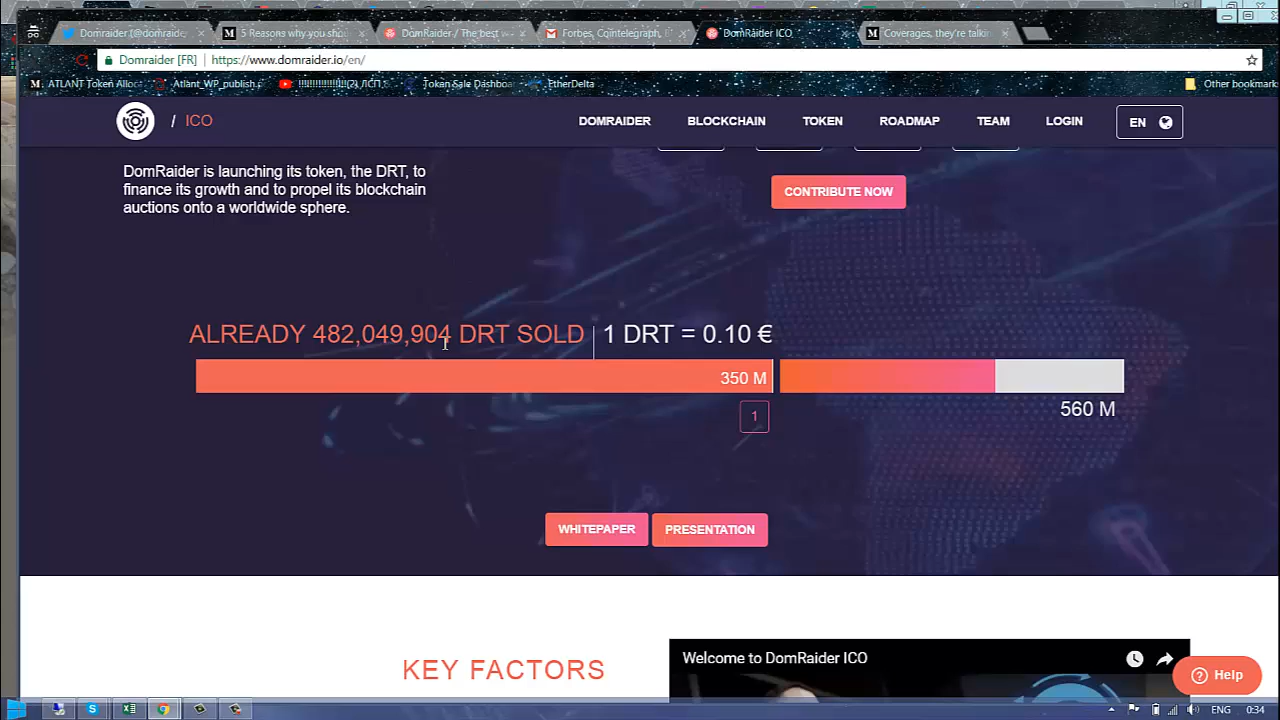 Domraider (@domraide
5 Reasons why you shou
DomRaider / The best w
Forbes, Cointelegraph, 
DomRaider ICO
Coverages, they're talkin
Domraider [FR]
https://www.domraider.io/en/
ATLANT Token Alloc
Atlant_WP_publish.p
Token Sale Dashboa
EtherDelta
Other bookmark
/ ICO
DOMRAIDER
BLOCKCHAIN
TOKEN
ROADMAP
TEAM
LOGIN
EN
DomRaider is launching its token, the DRT, to
finance its growth and to propel its blockchain
auctions onto a worldwide sphere.
CONTRIBUTE NOW
ALREADY 482,049,904 DRT SOLD
1 DRT = 0.10 €
350 M
560 M
1
WHITEPAPER
PRESENTATION
KEY FACTORS
Welcome to DomRaider ICO
Help
ENG
0:34